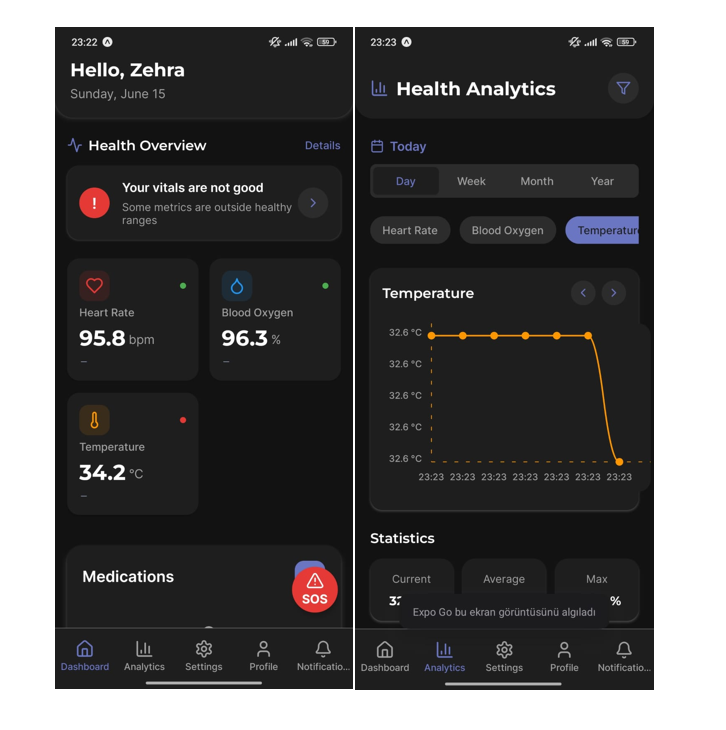 23:22
59
Hello, Zehra
Sunday, June 15
Health Overview
Details
!
Your vitals are not good
Some metrics are outside healthy
ranges
Heart Rate
95.8 bpm
–
Blood Oxygen
96.3 %
–
Temperature
34.2 °C
–
Medications
SOS
Dashboard
Analytics
Settings
Profile
Notificatio...
23:23
59
Health Analytics
Today
Day Week Month Year
Heart Rate Blood Oxygen Temperatur
Temperature
32.6 °C
32.6 °C
32.6 °C
32.6 °C
32.6 °C
23:23 23:23 23:23 23:23 23:23 23:23 23:23
Statistics
Current Average Max
%
Expo Go bu ekran görüntüsünü algıladı
Dashboard
Analytics
Settings
Profile
Notificatio...